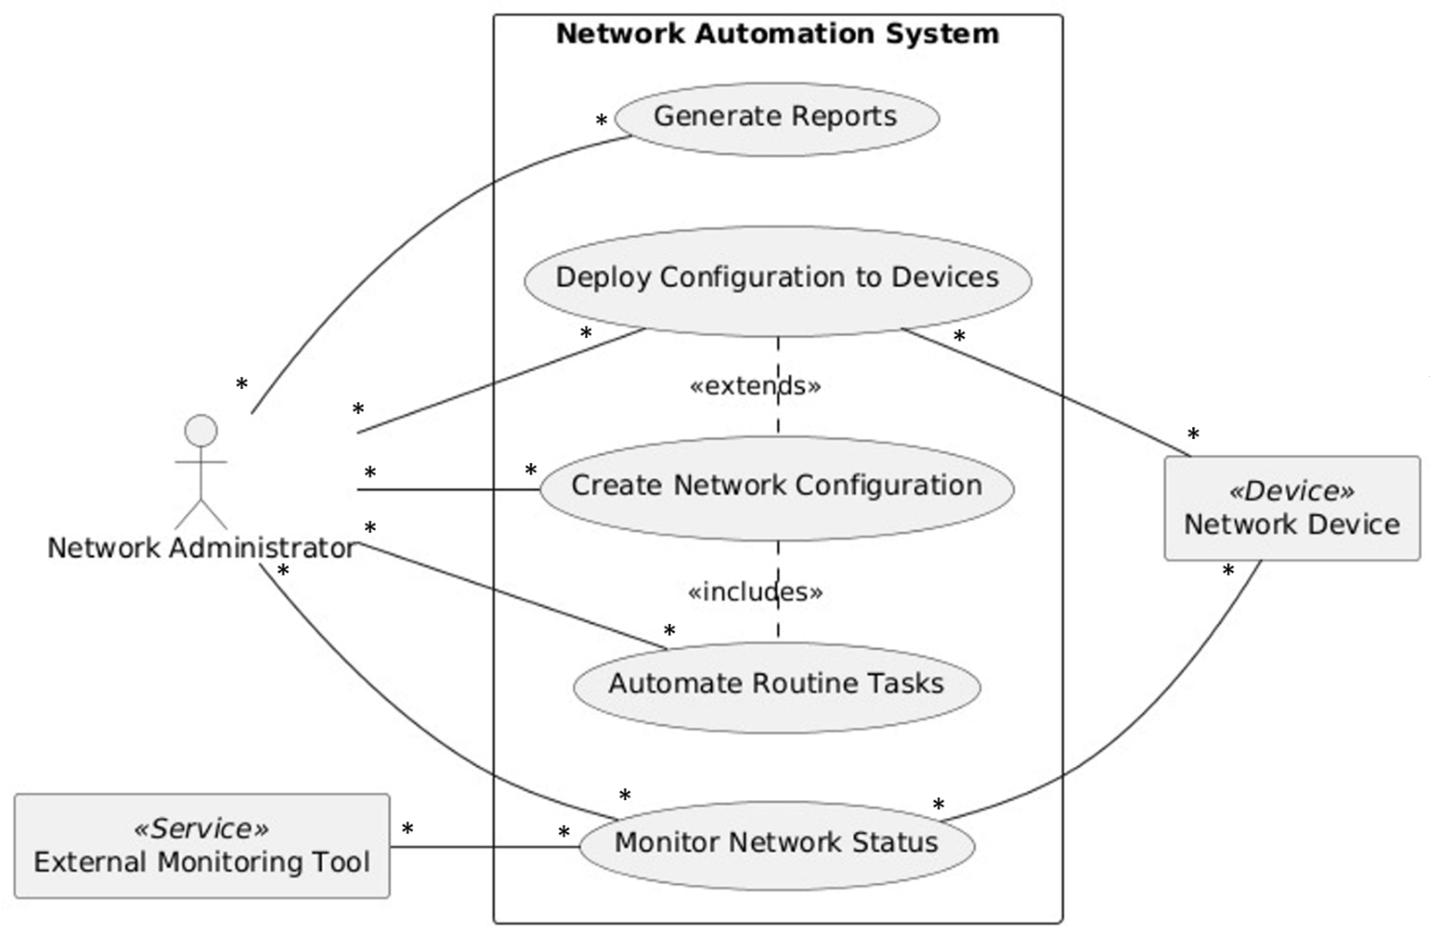 Network Automation System
* Generate Reports
* *
Deploy Configuration to Devices
* *
«extends»
* *
* * Create Network Configuration
«Device»
Network Device
*
Network Administrator
* *
«includes»
*
Automate Routine Tasks
* *
«Service»
External Monitoring Tool
* *
Monitor Network Status